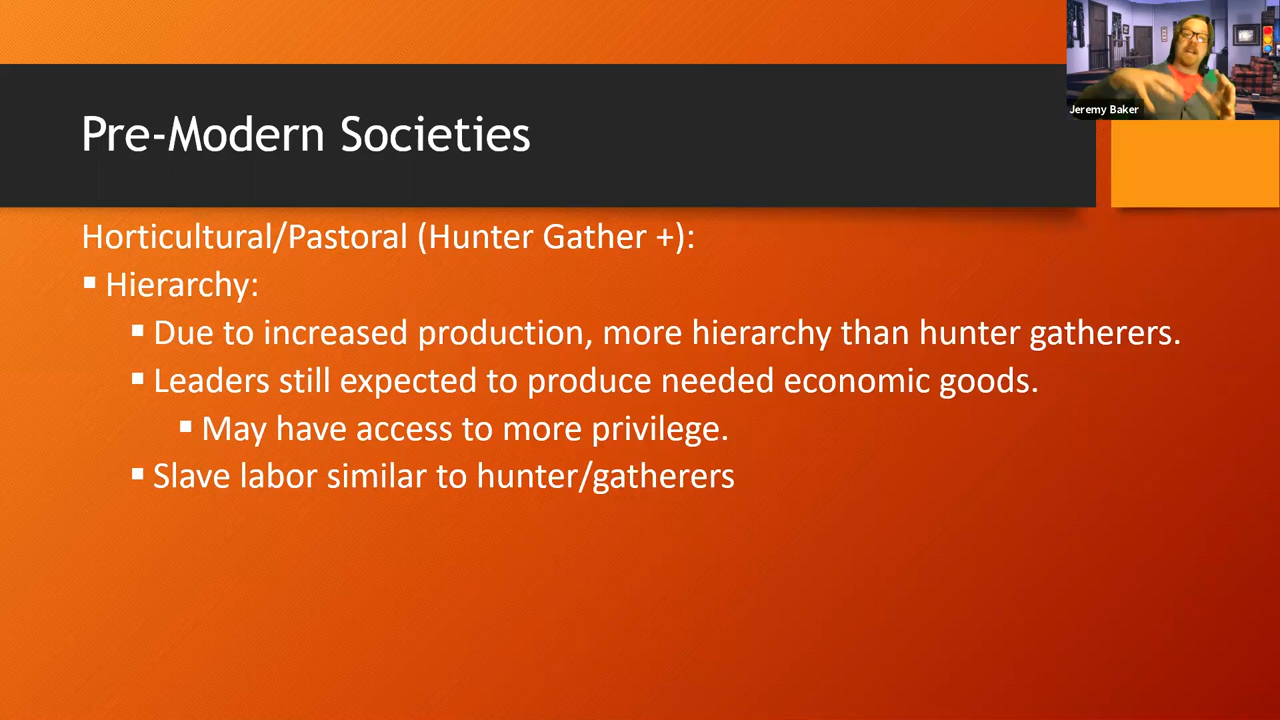 Jeremy Baker
Pre-Modern Societies
Horticultural/Pastoral (Hunter Gather +):
▪ Hierarchy:
▪ Due to increased production, more hierarchy than hunter gatherers.
▪ Leaders still expected to produce needed economic goods.
▪ May have access to more privilege.
▪ Slave labor similar to hunter/gatherers